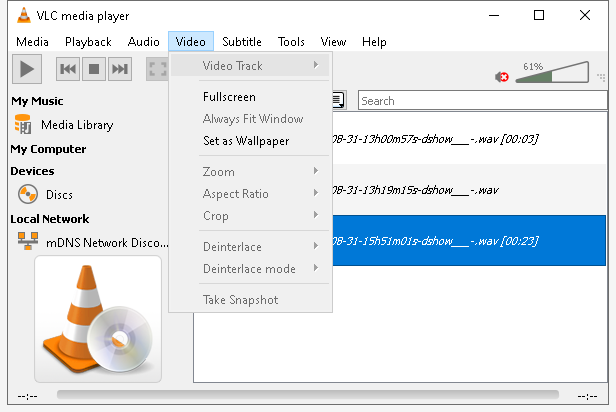 VLC media player
Media Playback Audio Video Subtitle Tools View Help
61%
Video Track
Fullscreen
Always Fit Window
Set as Wallpaper
Zoom
Aspect Ratio
Crop
Deinterlace
Deinterlace mode
Take Snapshot
My Music
Media Library
My Computer
Devices
Discs
Local Network
mDNS Network Disco...
Search
08-31-13h00m57s-dshow___-.wav [00:03]
08-31-13h19m15s-dshow___-.wav
08-31-15h51m01s-dshow___-.wav [00:23]
--:-- --:--